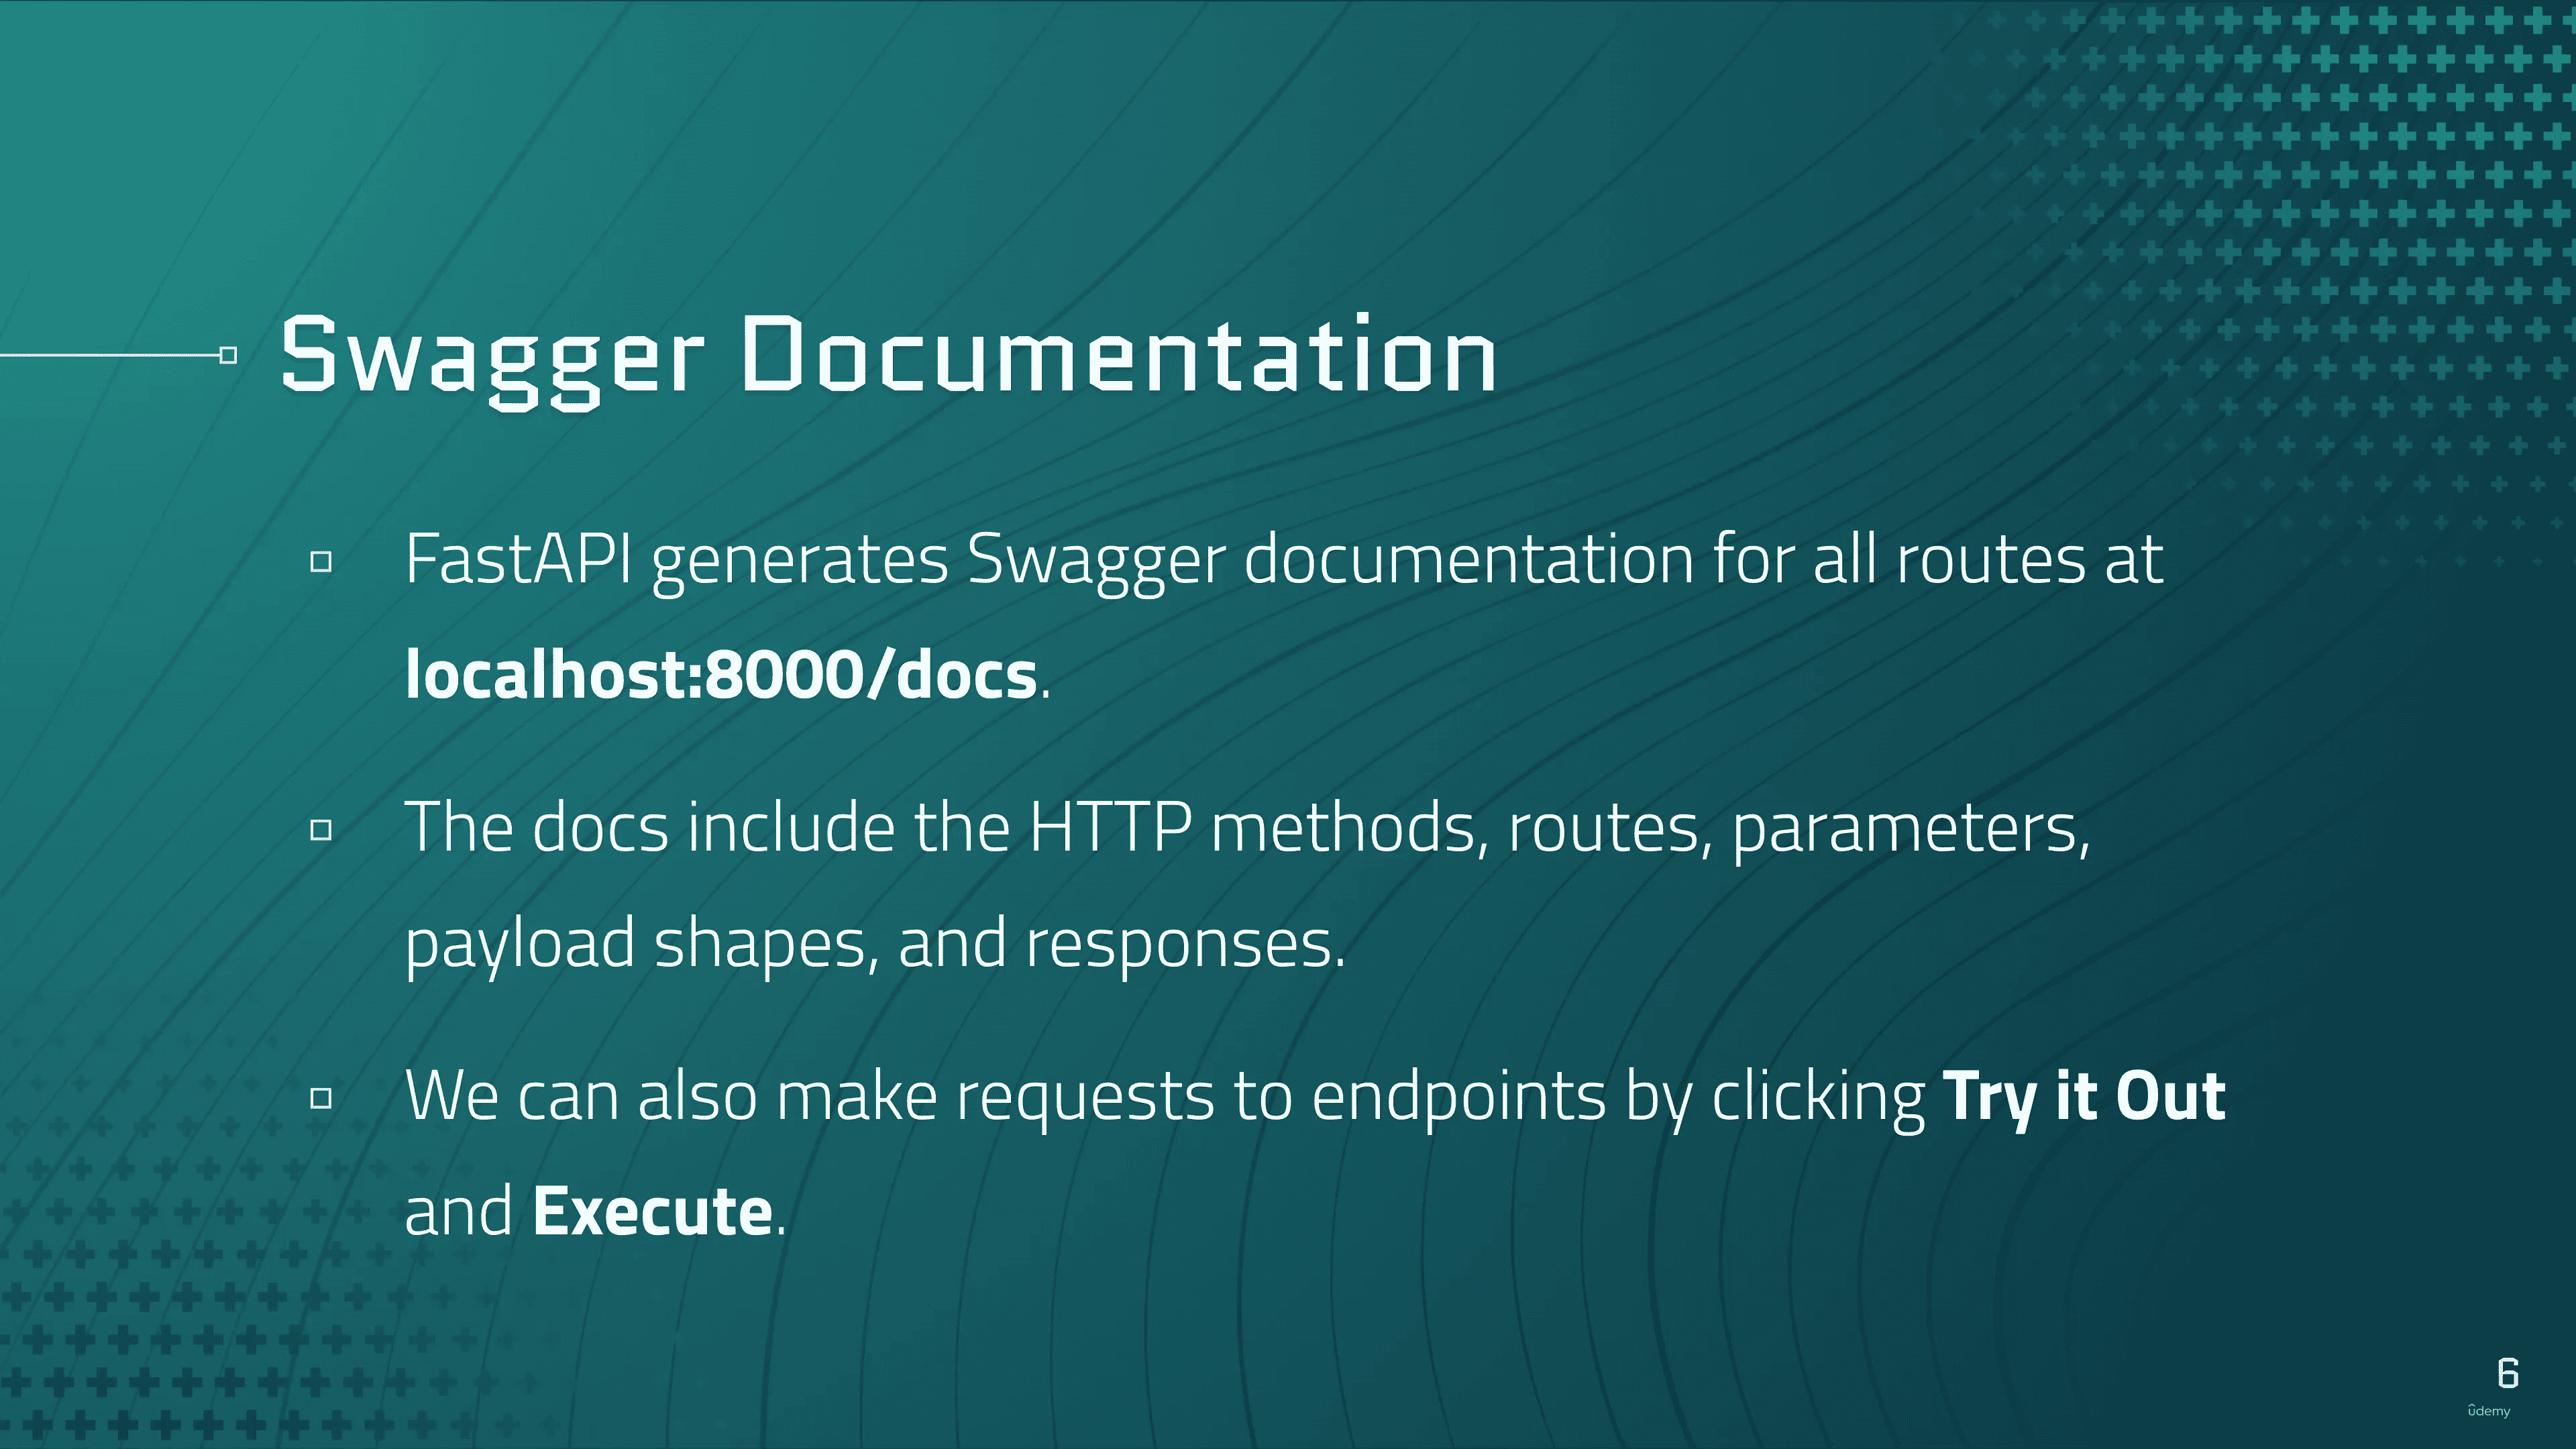 Swagger Documentation
FastAPI generates Swagger documentation for all routes at
localhost:8000/docs.
The docs include the HTTP methods, routes, parameters,
payload shapes, and responses.
We can also make requests to endpoints by clicking Try it Out
and Execute.
6
ûdemy